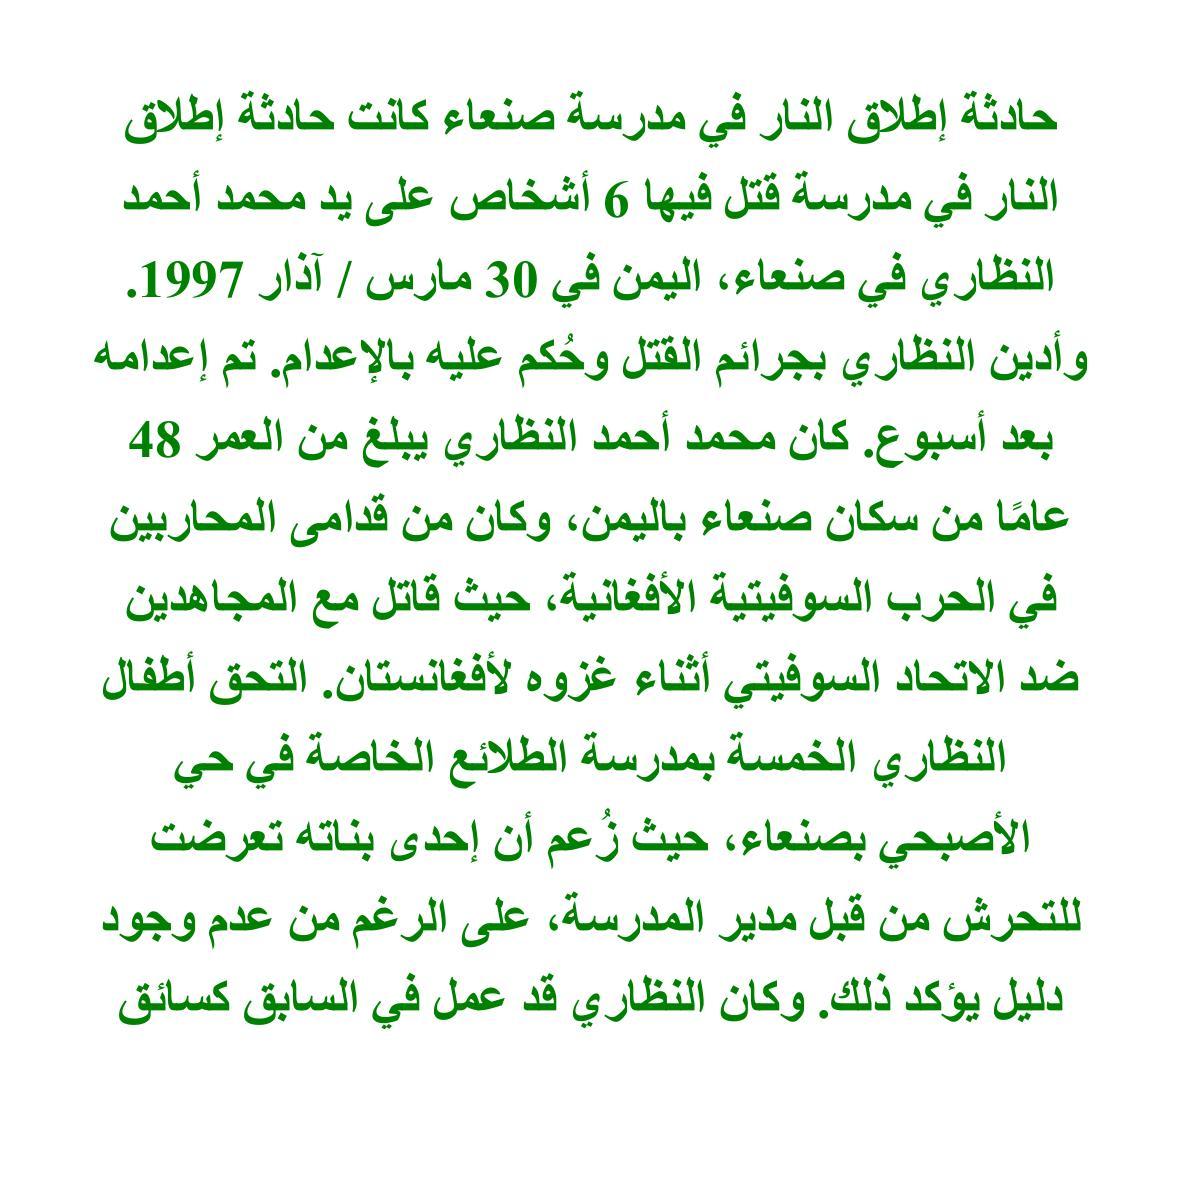 حادثة إطلاق النار في مدرسة صنعاء كانت حادثة إطلاق
النار في مدرسة قتل فيها 6 أشخاص على يد محمد أحمد
النظاري في صنعاء، اليمن في 30 مارس / آذار 1997.
وأدين النظاري بجرائم القتل وحُكم عليه بالإعدام. تم إعدامه
بعد أسبوع. كان محمد أحمد النظاري يبلغ من العمر 48
عامًا من سكان صنعاء باليمن، وكان من قدامى المحاربين
في الحرب السوفيتية الأفغانية، حيث قاتل مع المجاهدين
ضد الاتحاد السوفيتي أثناء غزوه لأفغانستان. التحق أطفال
النظاري الخمسة بمدرسة الطلائع الخاصة في حي
الأصبحي بصنعاء، حيث زُعم أن إحدى بناته تعرضت
للتحرش من قبل مدير المدرسة، على الرغم من عدم وجود
دليل يؤكد ذلك. وكان النظاري قد عمل في السابق كسائق